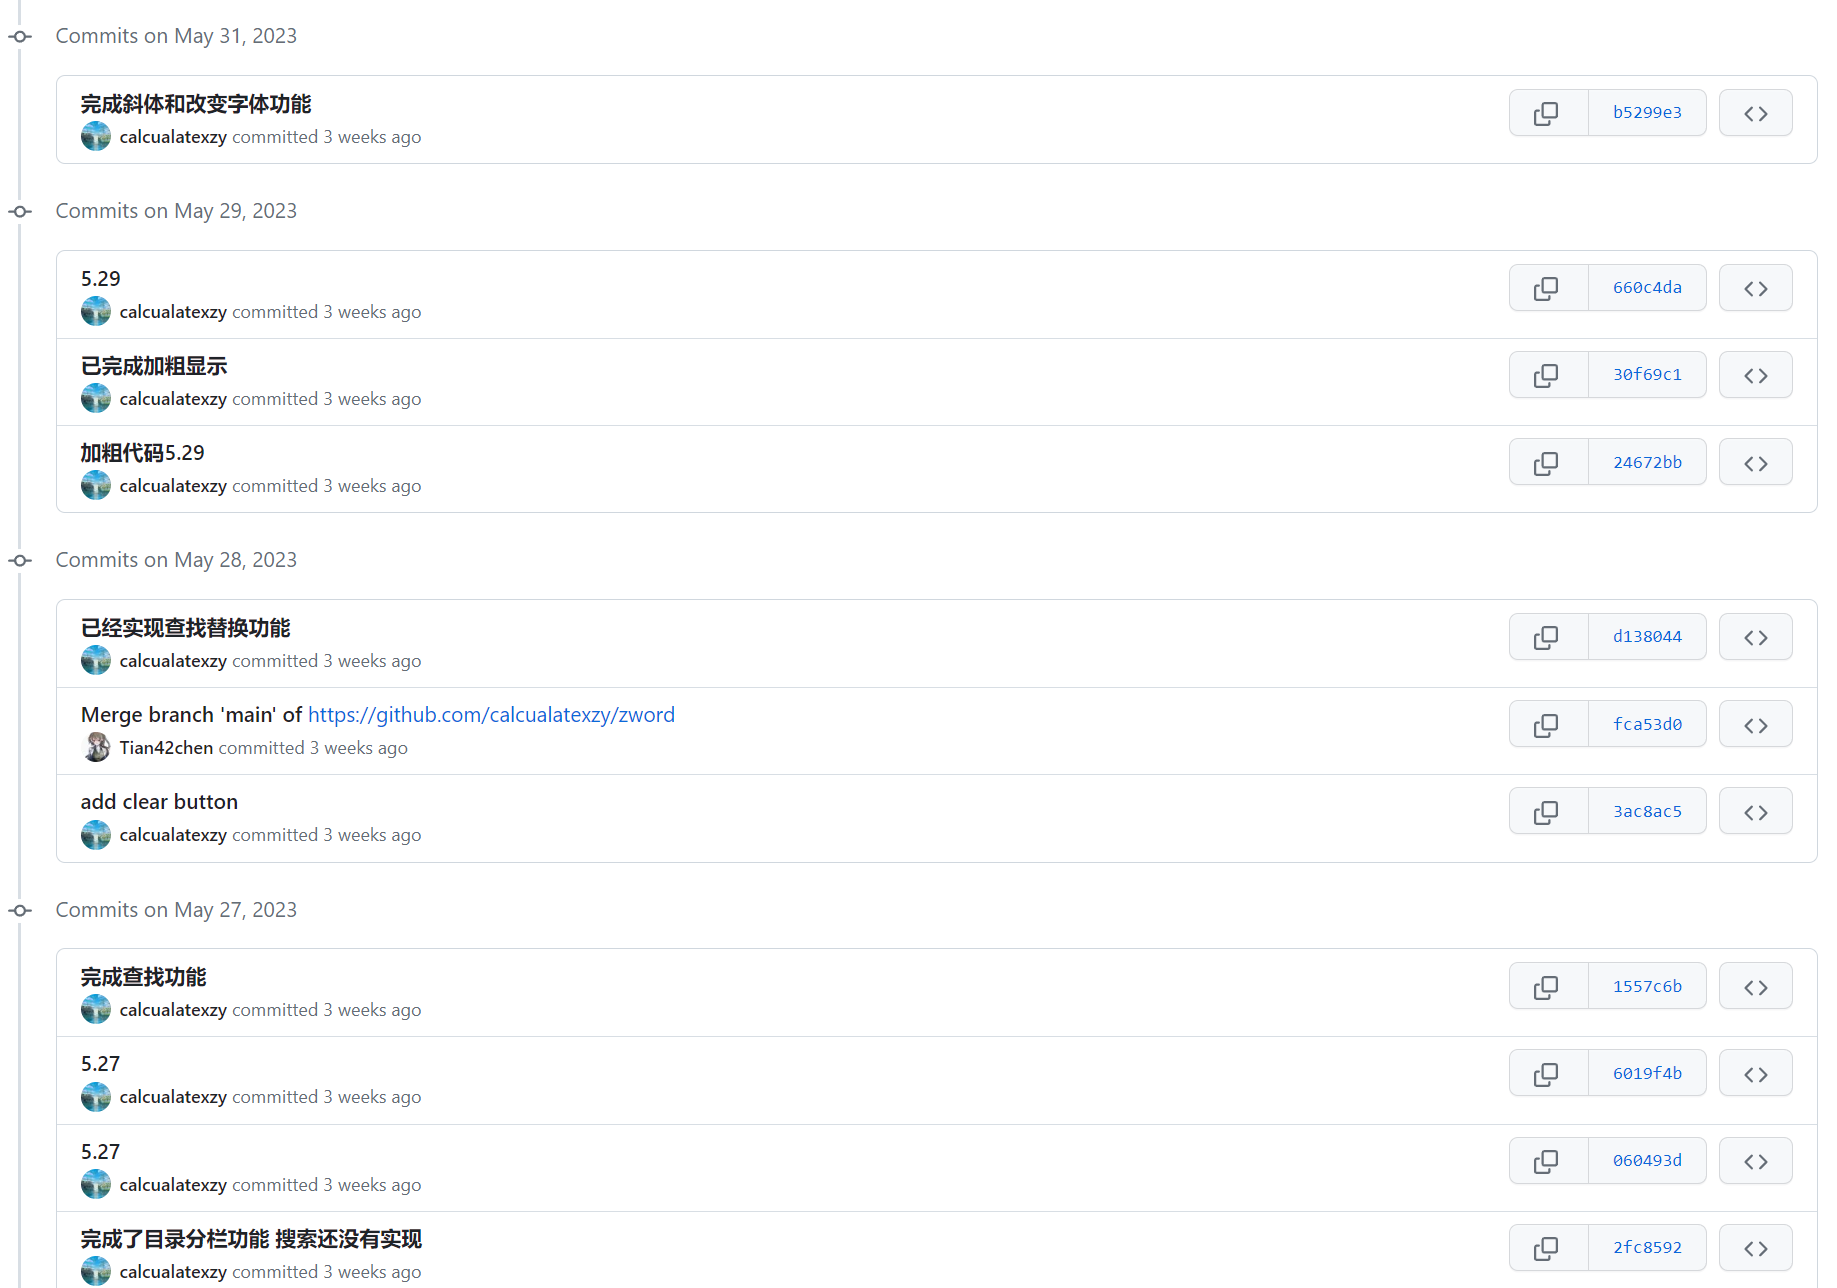 Commits on May 31, 2023
完成斜体和改变字体功能
calcualatexzy committed 3 weeks ago
b5299e3
Commits on May 29, 2023
5.29
calcualatexzy committed 3 weeks ago
660c4da
已完成加粗显示
calcualatexzy committed 3 weeks ago
30f69c1
加粗代码5.29
calcualatexzy committed 3 weeks ago
24672bb
Commits on May 28, 2023
已经实现查找替换功能
calcualatexzy committed 3 weeks ago
d138044
Merge branch 'main' of https://github.com/calcualatexzy/zword
Tian42chen committed 3 weeks ago
fca53d0
add clear button
calcualatexzy committed 3 weeks ago
3ac8ac5
Commits on May 27, 2023
完成查找功能
calcualatexzy committed 3 weeks ago
1557c6b
5.27
calcualatexzy committed 3 weeks ago
6019f4b
5.27
calcualatexzy committed 3 weeks ago
060493d
完成了目录分栏功能 搜索还没有实现
calcualatexzy committed 3 weeks ago
2fc8592